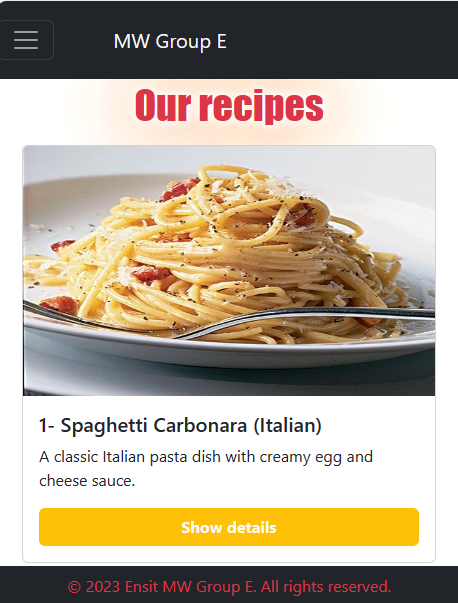 MW Group E
Our recipes
1- Spaghetti Carbonara (Italian)
A classic Italian pasta dish with creamy egg and
cheese sauce.
Show details
© 2023 Ensit MW Group E. All rights reserved.